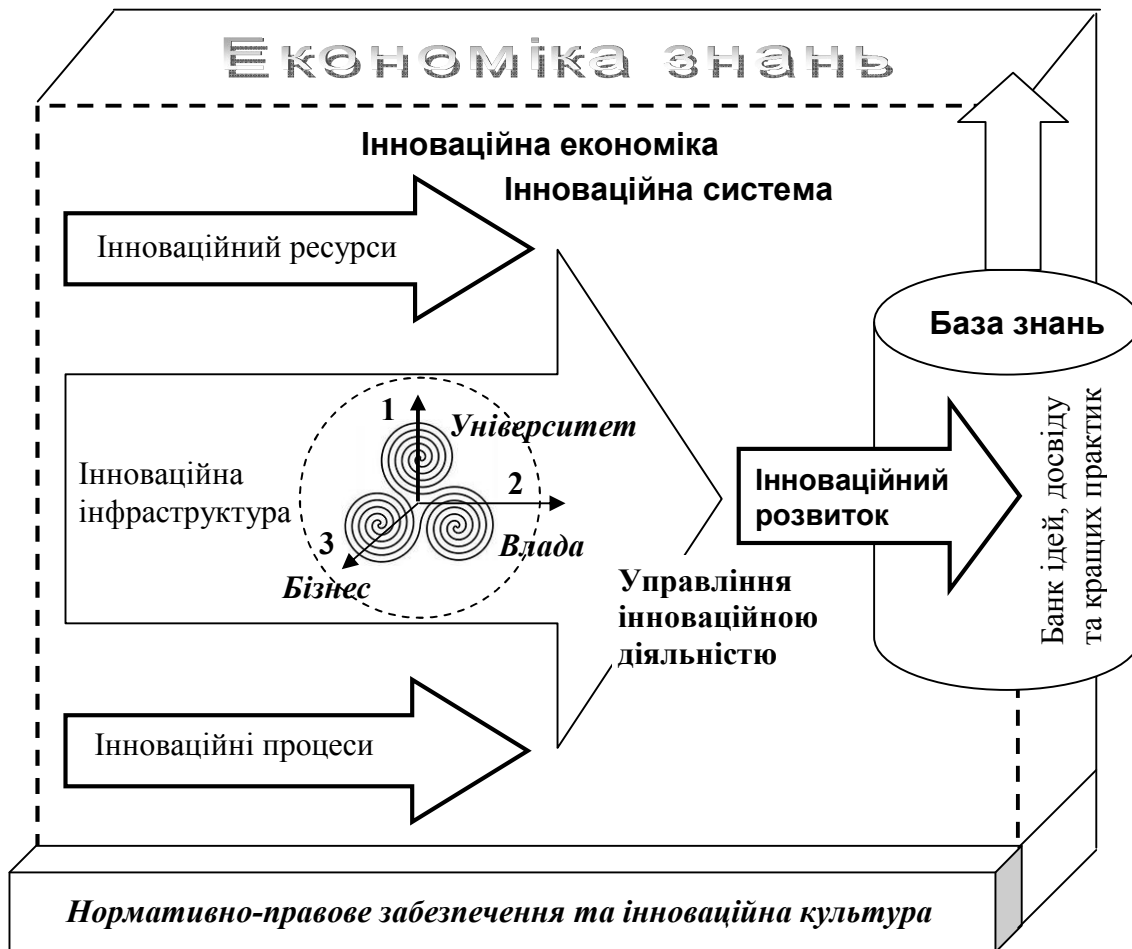 Економіка знань
Інноваційна економіка
Інноваційна система
Інноваційний ресурси
База знань
1
Університет
Інноваційна
інфраструктура
2
3
Влада
Бізнес
Інноваційний
розвиток
Банк ідей, досвіду
та кращих практик
Управління
інноваційною
діяльністю
Інноваційні процеси
Нормативно-правове забезпечення та інноваційна культура